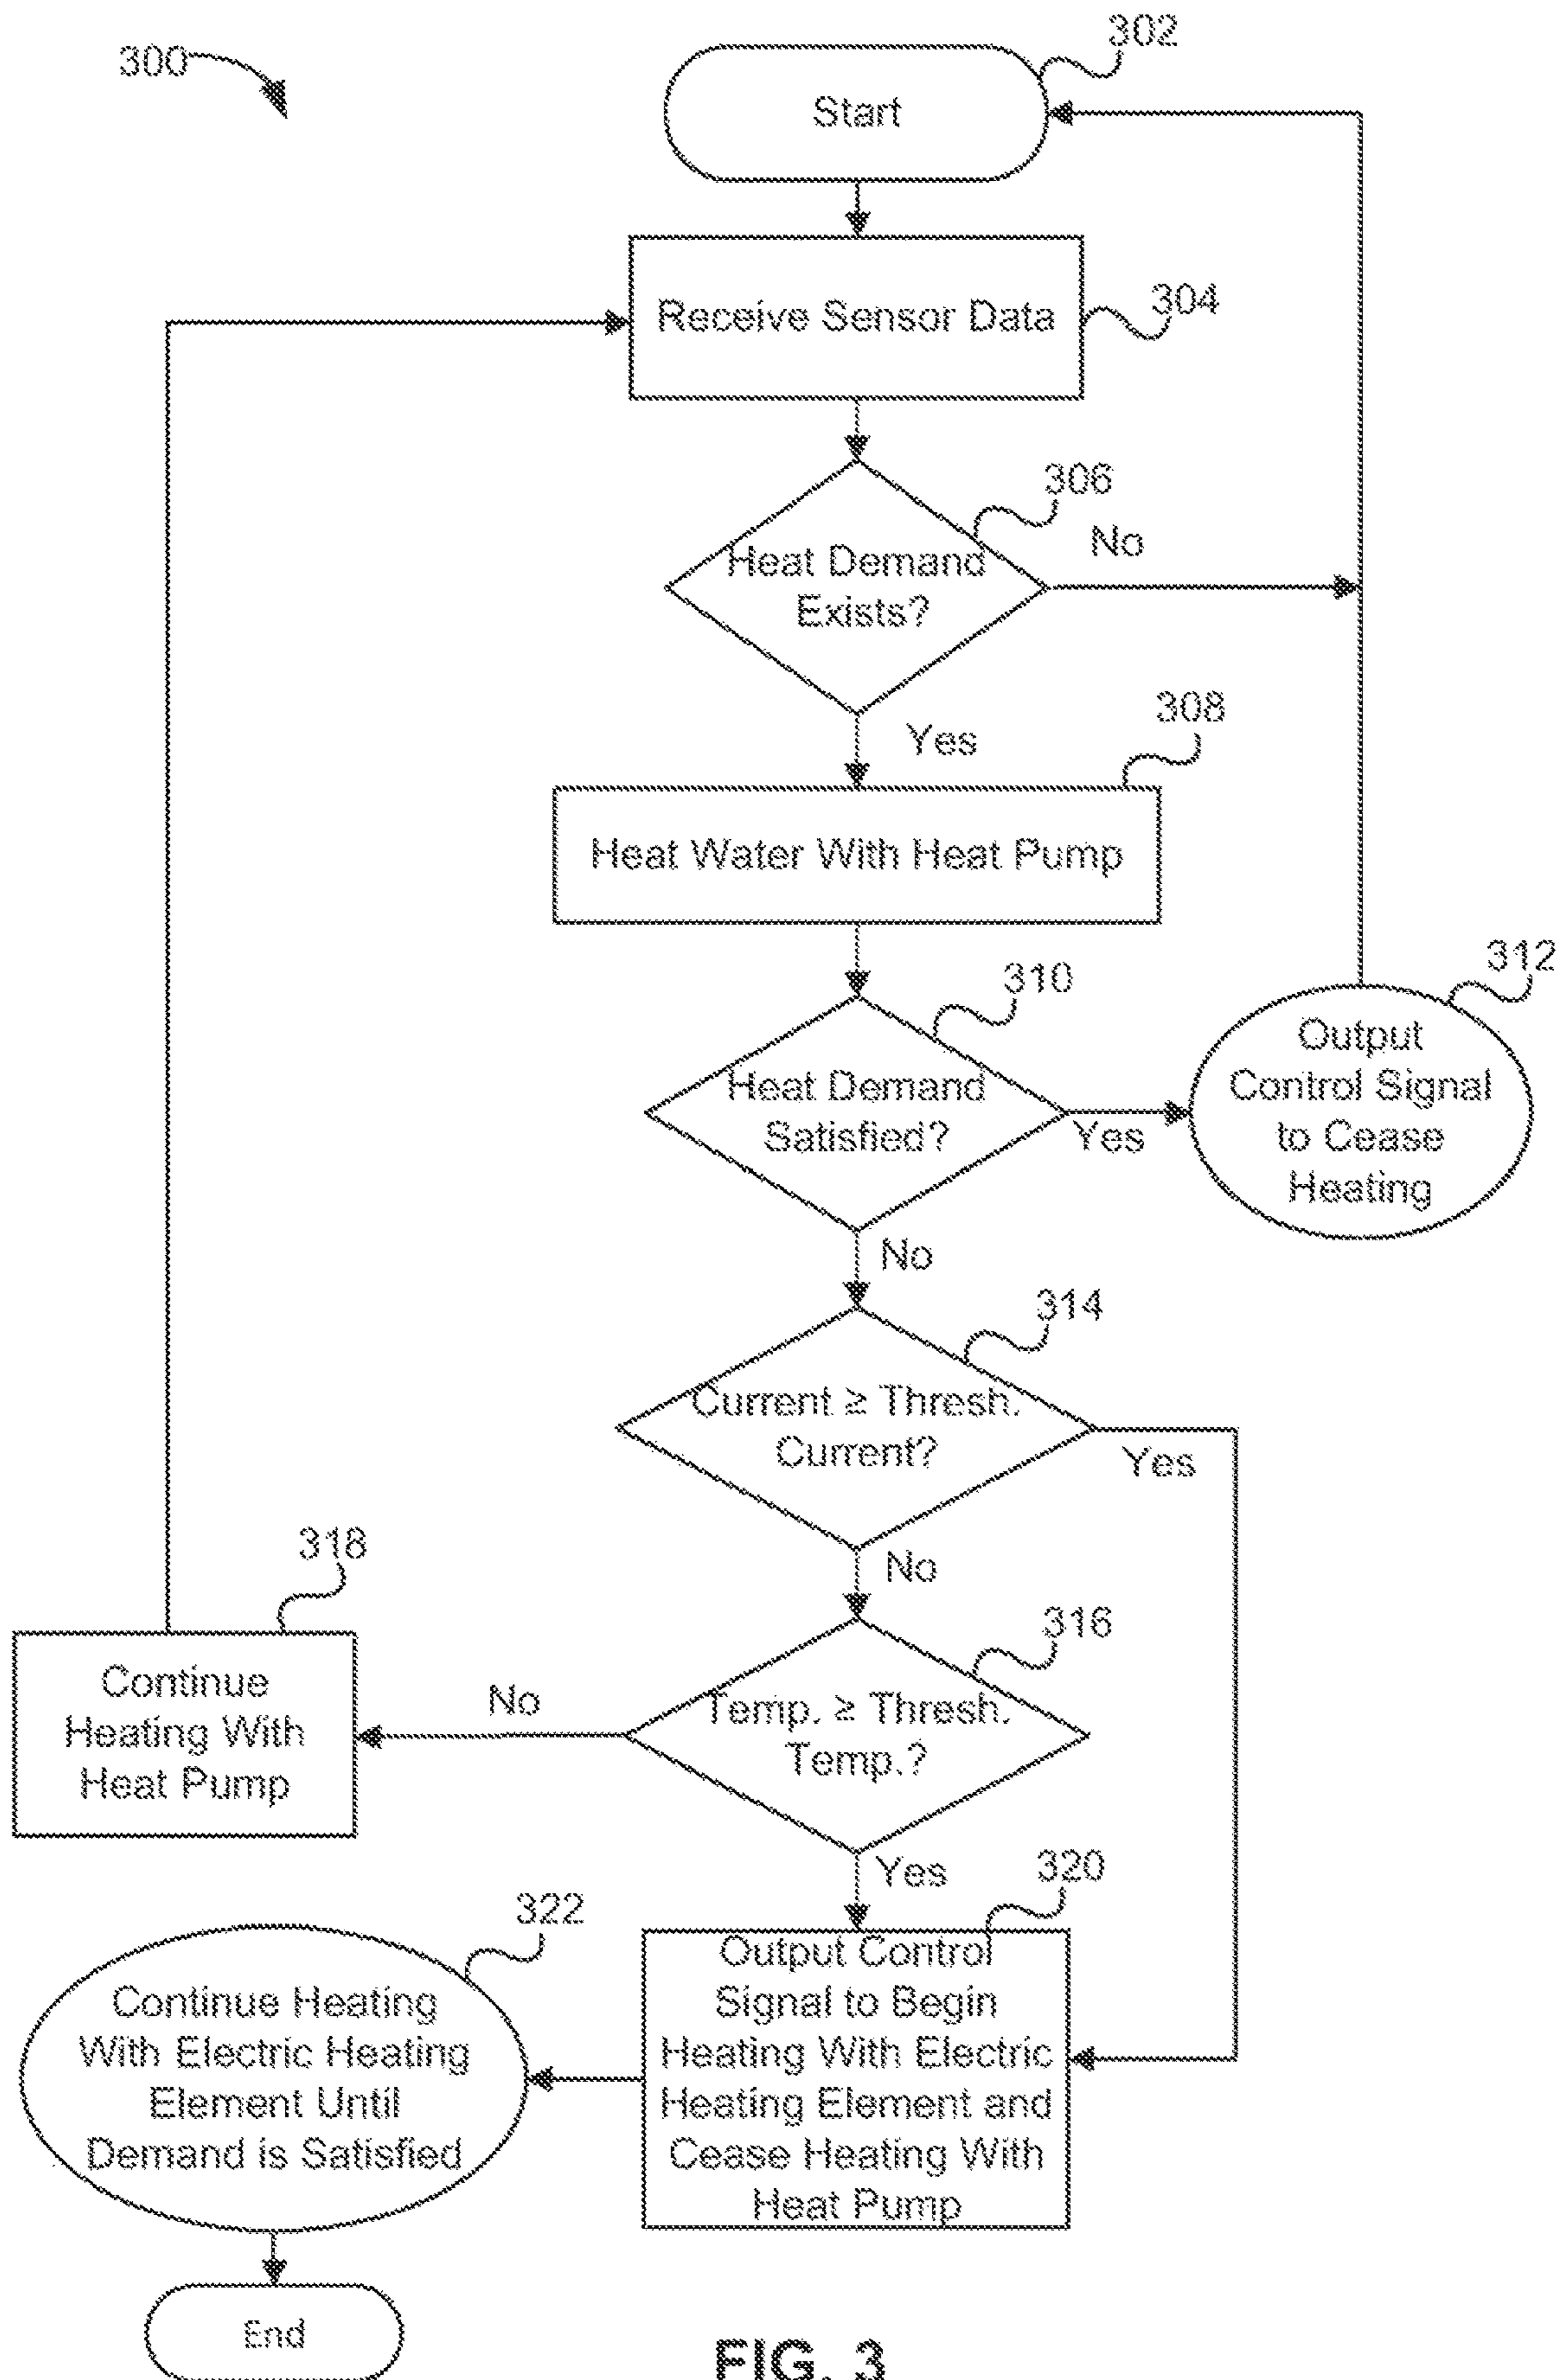 300
302
Start
Receive Sensor Data
304
306
Heat Demand
Exists?
No
Yes
308
Heat Water With Heat Pump
310
Heat Demand
Satisfied?
Yes
312
Output
Control Signal
to Cease
Heating
No
314
Current ≥ Thresh.
Current?
Yes
No
316
Temp. ≥ Thresh.
Temp.?
No
318
Continue
Heating With
Heat Pump
Yes
320
Output Control
Signal to Begin
Heating With Electric
Heating Element and
Cease Heating With
Heat Pump
322
Continue Heating
With Electric Heating
Element Until
Demand is Satisfied
End
FIG. 3